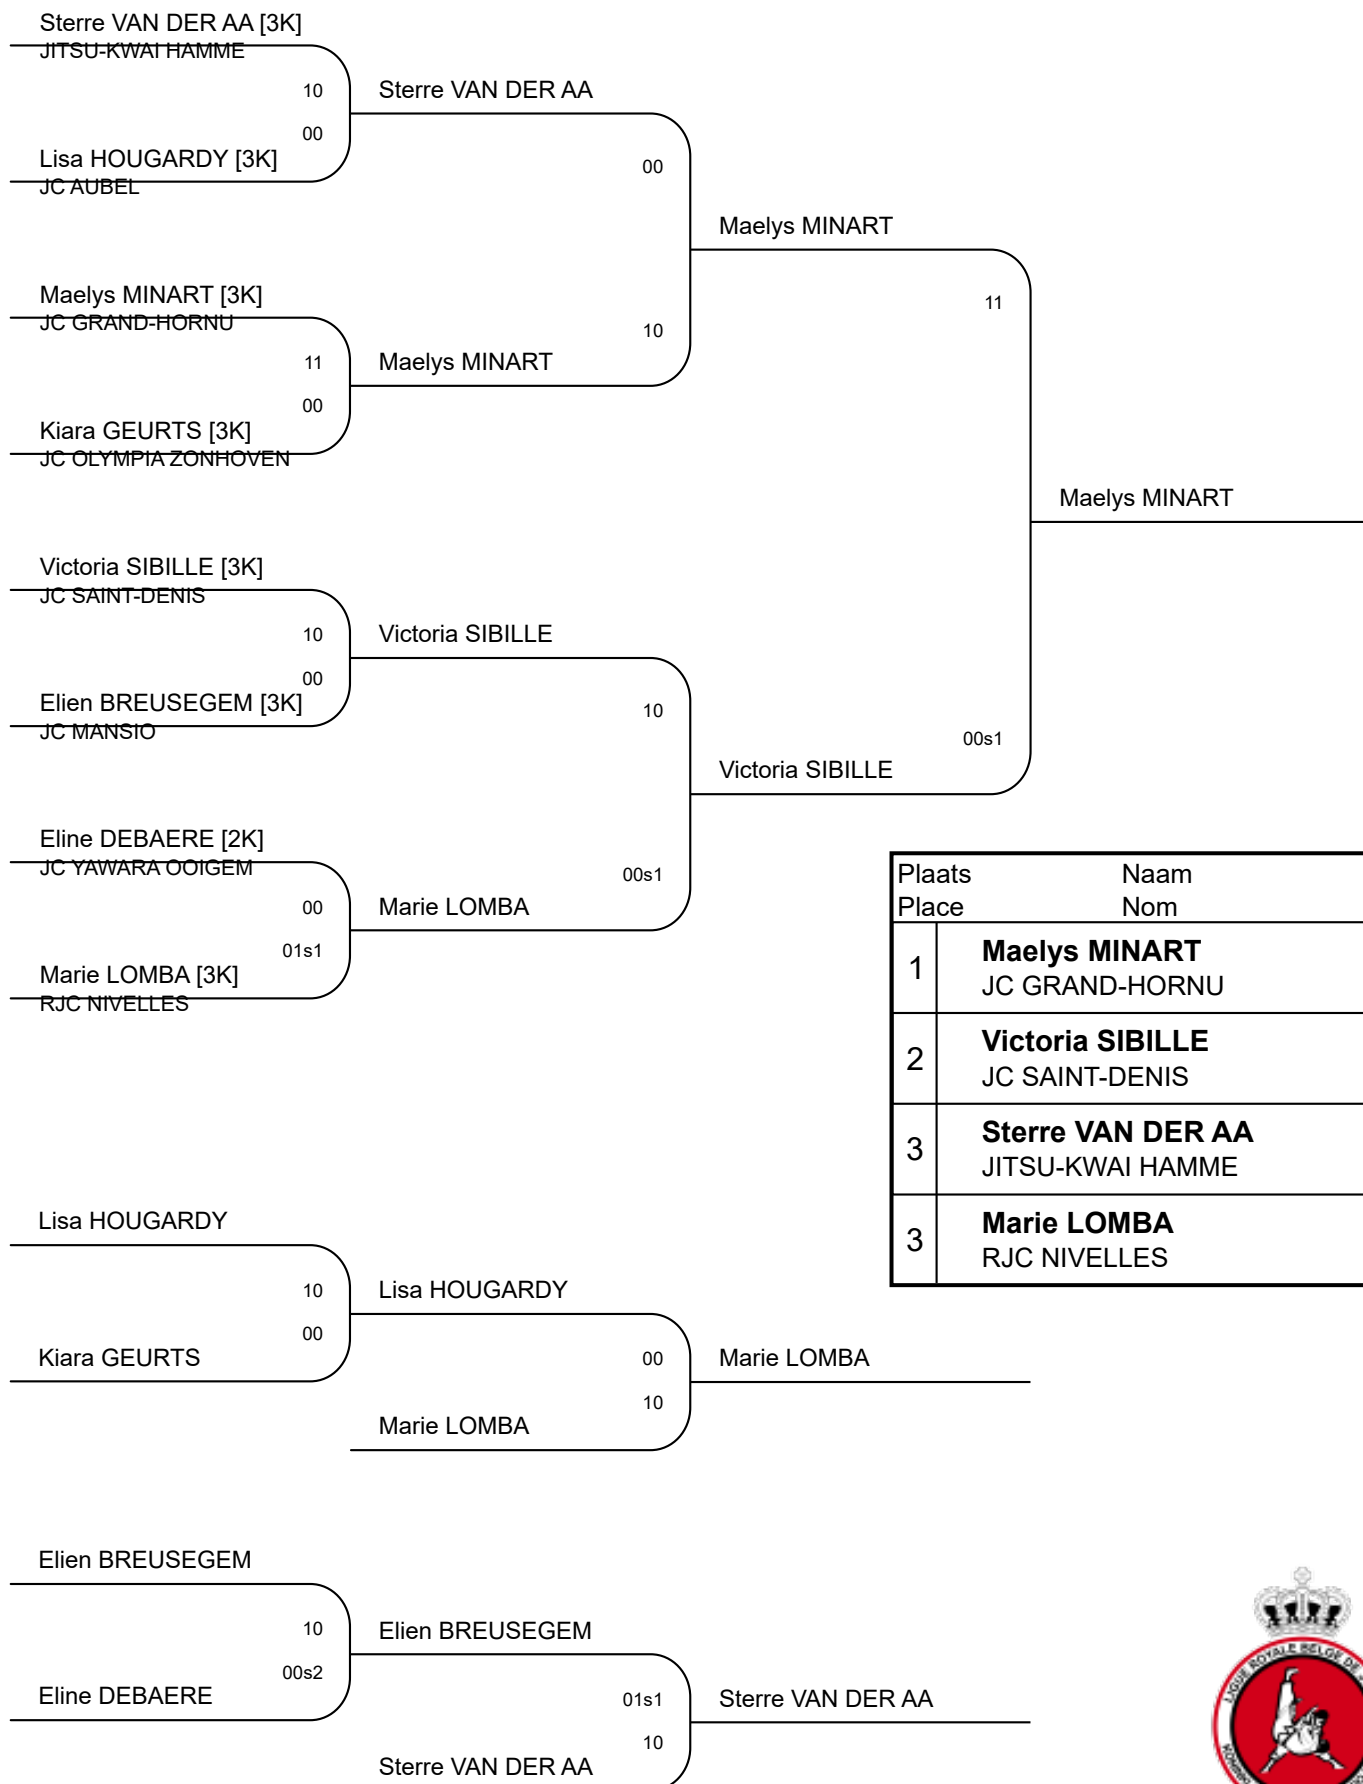 Sterre VAN DER AA [3K]
JITSU-KWAI HAMME
10
Sterre VAN DER AA
00
Lisa HOUGARDY [3K]
JC AUBEL
00
Maelys MINART
Maelys MINART [3K]
JC GRAND-HORNU
11
10
11
Maelys MINART
00
Kiara GEURTS [3K]
JC OLYMPIA ZONHOVEN
Maelys MINART
Victoria SIBILLE [3K]
JC SAINT-DENIS
10
Victoria SIBILLE
00
Elien BREUSEGEM [3K]
JC MANSIO
10
00s1
Victoria SIBILLE
Eline DEBAERE [2K]
JC YAWARA OOIGEM
00s1
00
Marie LOMBA
01s1
Marie LOMBA [3K]
RJC NIVELLES
Plaats Naam
Place Nom
1 Maelys MINART
JC GRAND-HORNU
2 Victoria SIBILLE
JC SAINT-DENIS
3 Sterre VAN DER AA
JITSU-KWAI HAMME
3 Marie LOMBA
RJC NIVELLES
Lisa HOUGARDY
10
Lisa HOUGARDY
00
Kiara GEURTS
00
Marie LOMBA
10
Marie LOMBA
Elien BREUSEGEM
10
Elien BREUSEGEM
00s2
Eline DEBAERE
01s1
Sterre VAN DER AA
10
Sterre VAN DER AA
LIGUE ROYALE BELGE DE